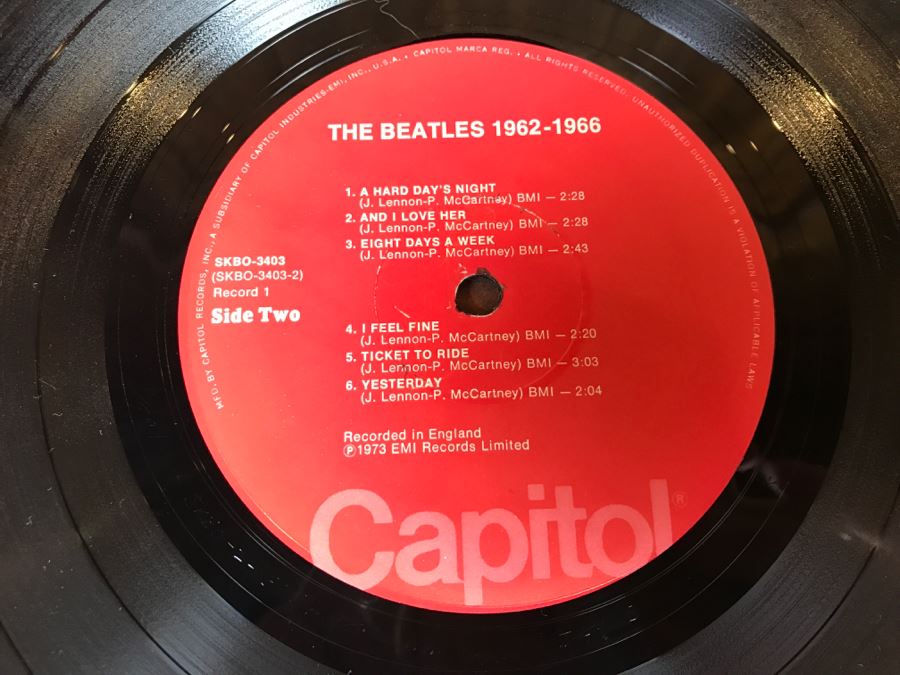 MFD. BY CAPITOL RECORDS, INC., A SUBSIDIARY OF CAPITOL INDUSTRIES-EMI, INC., U.S.A. • CAPITOL MARCA REG. • ALL RIGHTS RESERVED. UNAUTHORIZED DUPLICATION IS A VIOLATION OF APPLICABLE LAWS
THE BEATLES 1962-1966
1. A HARD DAY'S NIGHT
(J. Lennon-P. McCartney) BMI — 2:28
2. AND I LOVE HER
(J. Lennon-P. McCartney) BMI — 2:28
3. EIGHT DAYS A WEEK
(J. Lennon-P. McCartney) BMI — 2:43
SKBO-3403
(SKBO-3403-2)
Record 1
Side Two
4. I FEEL FINE
(J. Lennon-P. McCartney) BMI — 2:20
5. TICKET TO RIDE
(J. Lennon-P. McCartney) BMI — 3:03
6. YESTERDAY
(J. Lennon-P. McCartney) BMI — 2:04
Recorded in England
℗1973 EMI Records Limited
Capitol®